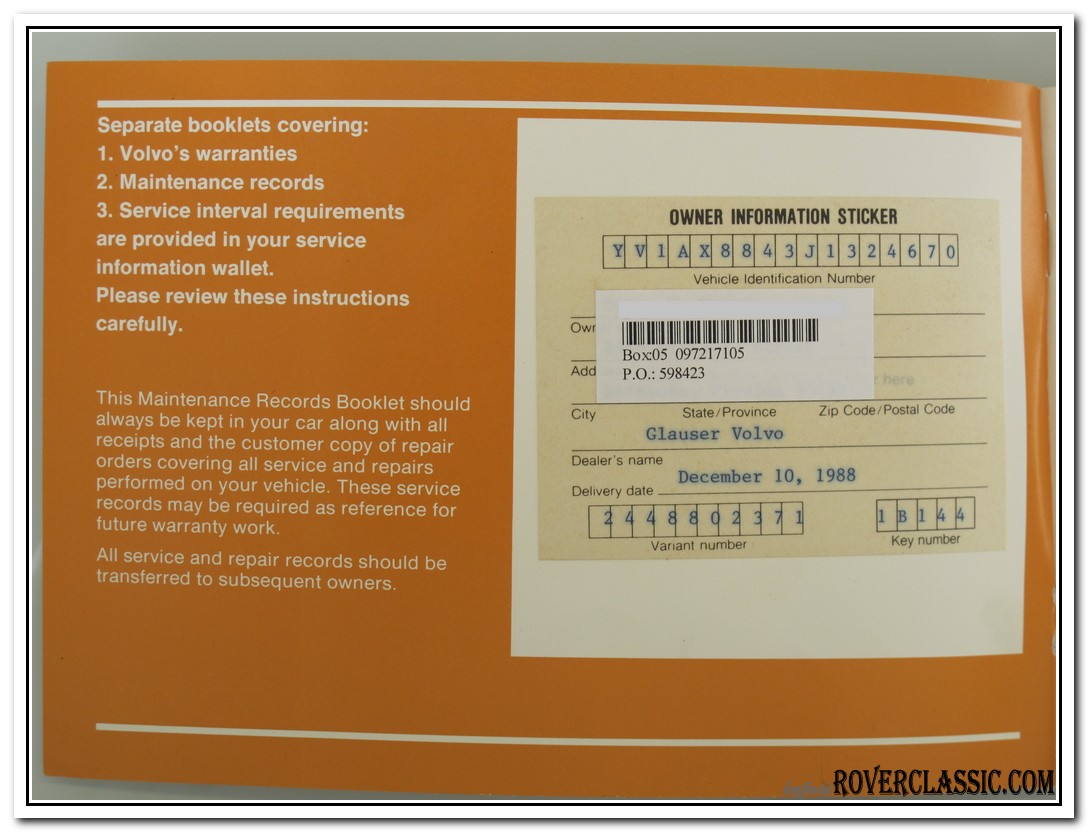 Separate booklets covering:
1. Volvo's warranties
2. Maintenance records
3. Service interval requirements
are provided in your service
information wallet.
Please review these instructions
carefully.
This Maintenance Records Booklet should
always be kept in your car along with all
receipts and the customer copy of repair
orders covering all service and repairs
performed on your vehicle. These service
records may be required as reference for
future warranty work.
All service and repair records should be
transferred to subsequent owners.
OWNER INFORMATION STICKER
YV1AX8843J1324670
Vehicle Identification Number
Box:05 097217105
P.O.: 598423
here
City State/Province Zip Code/Postal Code
Glauser Volvo
Dealer's name
December 10, 1988
Delivery date
2448802371 1B144
Variant number Key number
ROVERCLASSIC.COM